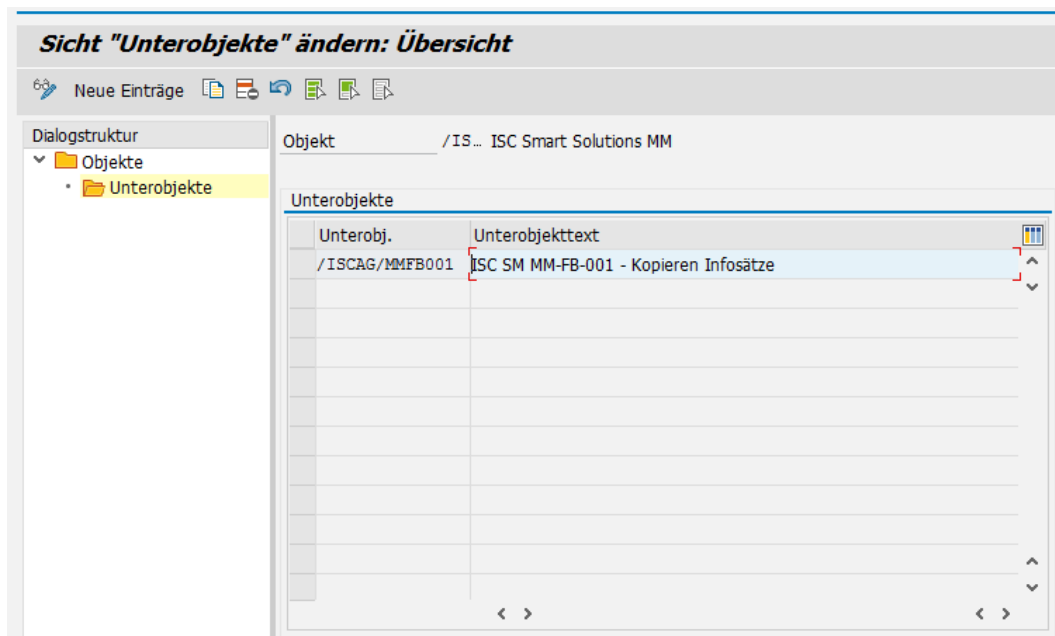 Sicht "Unterobjekte" ändern: Übersicht
Neue Einträge
Dialogstruktur
Objekte
Unterobjekte
Objekt /IS… ISC Smart Solutions MM
Unterobjekte
Unterobj. Unterobjekttext
/ISCAG/MMFB001 ISC SM MM-FB-001 - Kopieren Infosätze